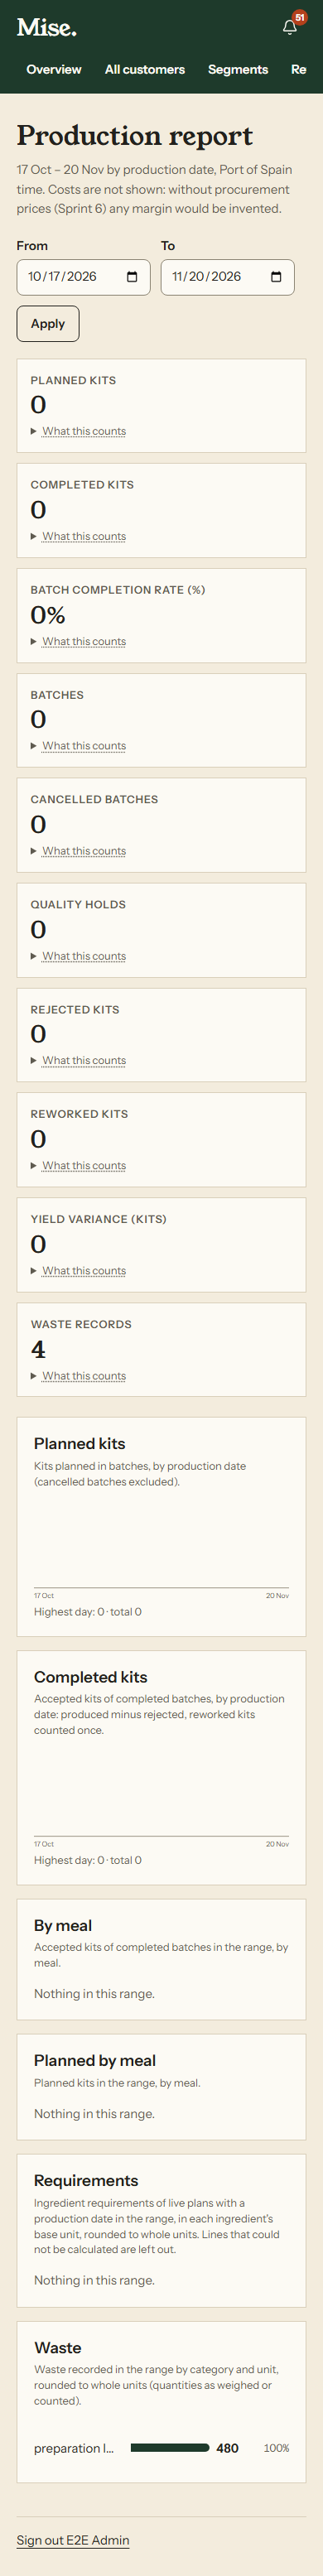 Mise.
51
Overview All customers Segments Re
Production report
17 Oct – 20 Nov by production date, Port of Spain
time. Costs are not shown: without procurement
prices (Sprint 6) any margin would be invented.
From To
10/17/2026 11/20/2026
Apply
PLANNED KITS
0
What this counts
COMPLETED KITS
0
What this counts
BATCH COMPLETION RATE (%)
0%
What this counts
BATCHES
0
What this counts
CANCELLED BATCHES
0
What this counts
QUALITY HOLDS
0
What this counts
REJECTED KITS
0
What this counts
REWORKED KITS
0
What this counts
YIELD VARIANCE (KITS)
0
What this counts
WASTE RECORDS
4
What this counts
Planned kits
Kits planned in batches, by production date
(cancelled batches excluded).
17 Oct 20 Nov
Highest day: 0 · total 0
Completed kits
Accepted kits of completed batches, by production
date: produced minus rejected, reworked kits
counted once.
17 Oct 20 Nov
Highest day: 0 · total 0
By meal
Accepted kits of completed batches in the range, by
meal.
Nothing in this range.
Planned by meal
Planned kits in the range, by meal.
Nothing in this range.
Requirements
Ingredient requirements of live plans with a
production date in the range, in each ingredient's
base unit, rounded to whole units. Lines that could
not be calculated are left out.
Nothing in this range.
Waste
Waste recorded in the range by category and unit,
rounded to whole units (quantities as weighed or
counted).
preparation l... 480 100%
Sign out E2E Admin